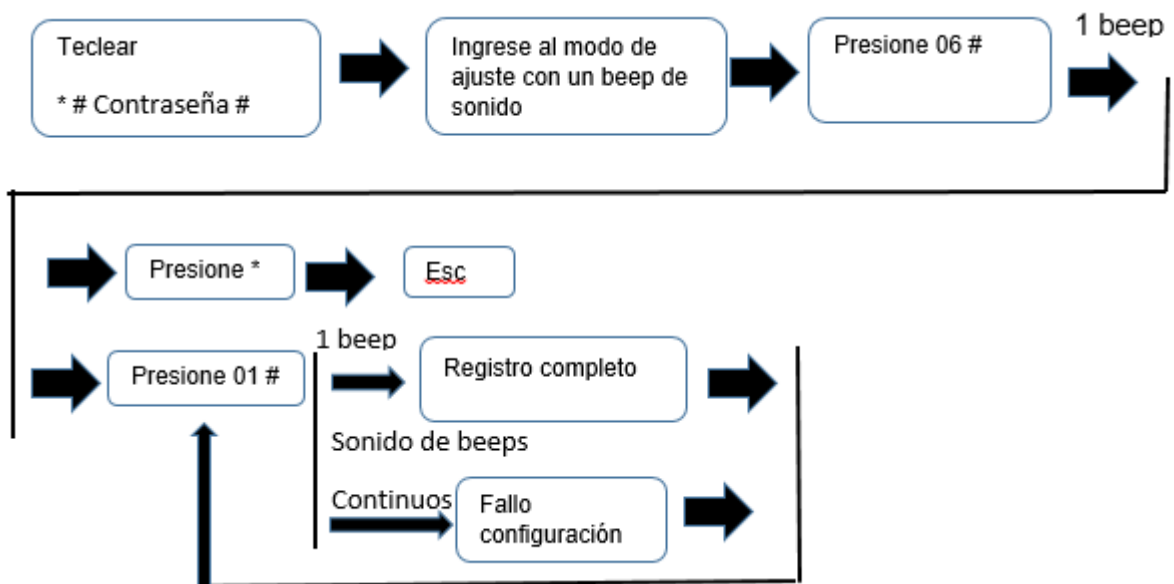 Teclear
* # Contraseña #
Ingrese al modo de
ajuste con un beep de
sonido
Presione 06 #
1 beep
Presione *
Esc
Presione 01 #
1 beep
Registro completo
Sonido de beeps
Continuos
Fallo
configuración